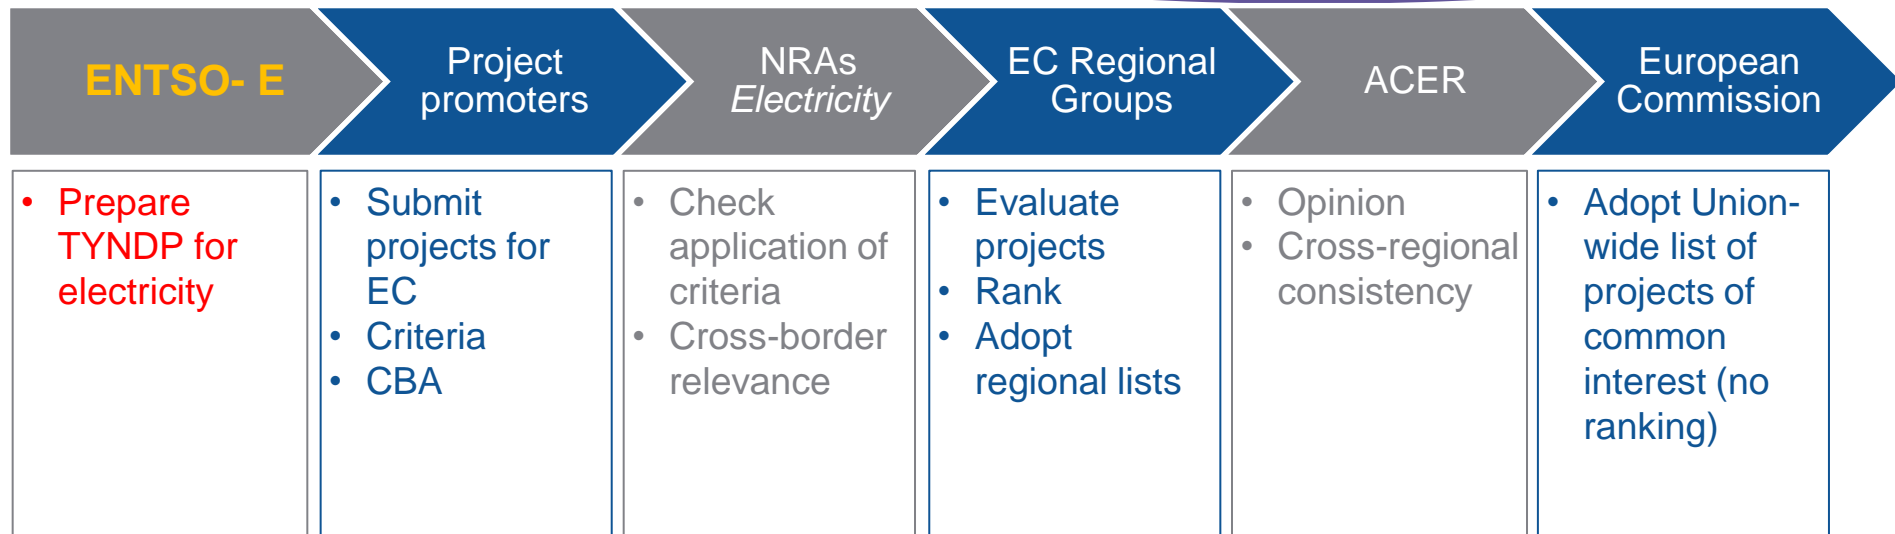 ENTSO- E
Project
promoters
NRAs
Electricity
EC Regional
Groups
ACER
European
Commission
• Prepare
TYNDP for
electricity
• Submit
projects for
EC
• Criteria
• CBA
• Check
application of
criteria
• Cross-border
relevance
• Evaluate
projects
• Rank
• Adopt
regional lists
• Opinion
• Cross-regional
consistency
• Adopt Union-
wide list of
projects of
common
interest (no
ranking)